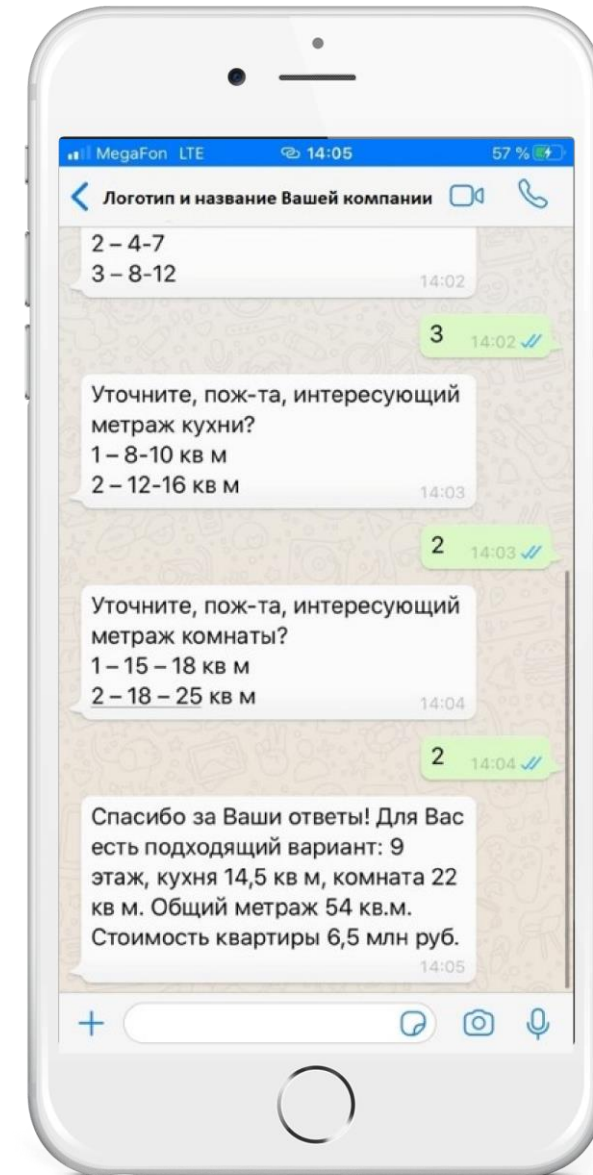 MegaFon LTE 14:05 57 %
Логотип и название Вашей компании
2 – 4-7
3 – 8-12
14:02
3 14:02
Уточните, пож-та, интересующий
метраж кухни?
1 – 8-10 кв м
2 – 12-16 кв м
14:03
2 14:03
Уточните, пож-та, интересующий
метраж комнаты?
1 – 15 – 18 кв м
2 – 18 – 25 кв м
14:04
2 14:04
Спасибо за Ваши ответы! Для Вас
есть подходящий вариант: 9
этаж, кухня 14,5 кв м, комната 22
кв м. Общий метраж 54 кв.м.
Стоимость квартиры 6,5 млн руб.
14:05